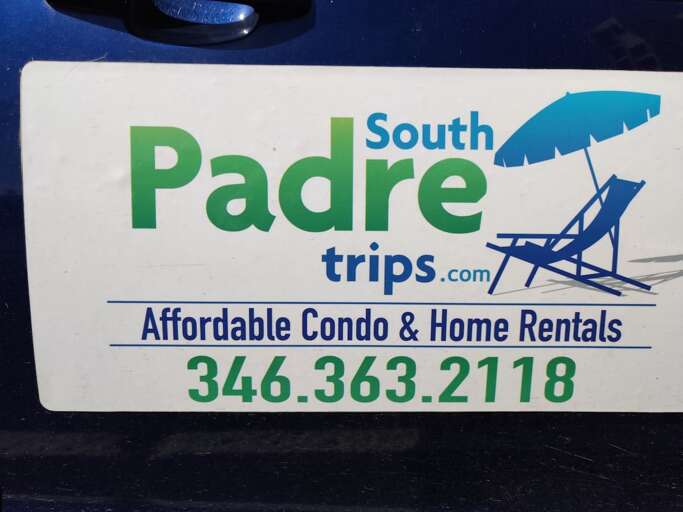 South
Padre
trips.com
Affordable Condo & Home Rentals
346.363.2118